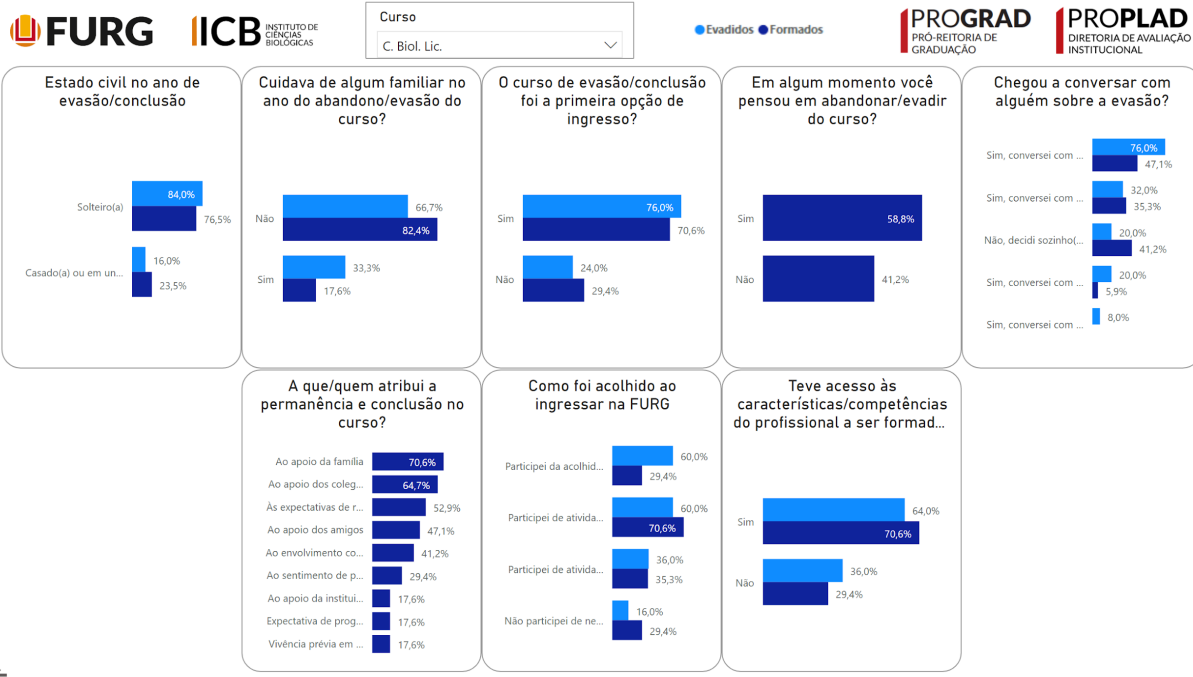 FURG
ICB INSTITUTO DE CIÊNCIAS BIOLÓGICAS
Curso
C. Biol. Lic.
Evadidos Formados
PROGRAD
PRÓ-REITORIA DE
GRADUAÇÃO
PROPLAD
DIRETORIA DE AVALIAÇÃO
INSTITUCIONAL
Estado civil no ano de
evasão/conclusão
Solteiro(a)
84,0%
76,5%
Casado(a) ou em un...
16,0%
23,5%
Cuidava de algum familiar no
ano do abandono/evasão do
curso?
Não
66,7%
82,4%
Sim
33,3%
17,6%
O curso de evasão/conclusão
foi a primeira opção de
ingresso?
Sim
76,0%
70,6%
Não
24,0%
29,4%
Em algum momento você
pensou em abandonar/evadir
do curso?
Sim
58,8%
Não
41,2%
Chegou a conversar com
alguém sobre a evasão?
Sim, conversei com ...
76,0%
47,1%
Sim, conversei com ...
32,0%
35,3%
Não, decidi sozinho(...
20,0%
41,2%
Sim, conversei com ...
20,0%
5,9%
Sim, conversei com ...
8,0%
A que/quem atribui a
permanência e conclusão no
curso?
Ao apoio da família 70,6%
Ao apoio dos coleg... 64,7%
Às expectativas de r... 52,9%
Ao apoio dos amigos 47,1%
Ao envolvimento co... 41,2%
Ao sentimento de p... 29,4%
Ao apoio da institui... 17,6%
Expectativa de prog... 17,6%
Vivência prévia em ... 17,6%
Como foi acolhido ao
ingressar na FURG
Participei da acolhid...
60,0%
29,4%
Participei de ativida...
60,0%
70,6%
Participei de ativida...
36,0%
35,3%
Não participei de ne...
16,0%
29,4%
Teve acesso às
características/competências
do profissional a ser formad...
Sim
64,0%
70,6%
Não
36,0%
29,4%